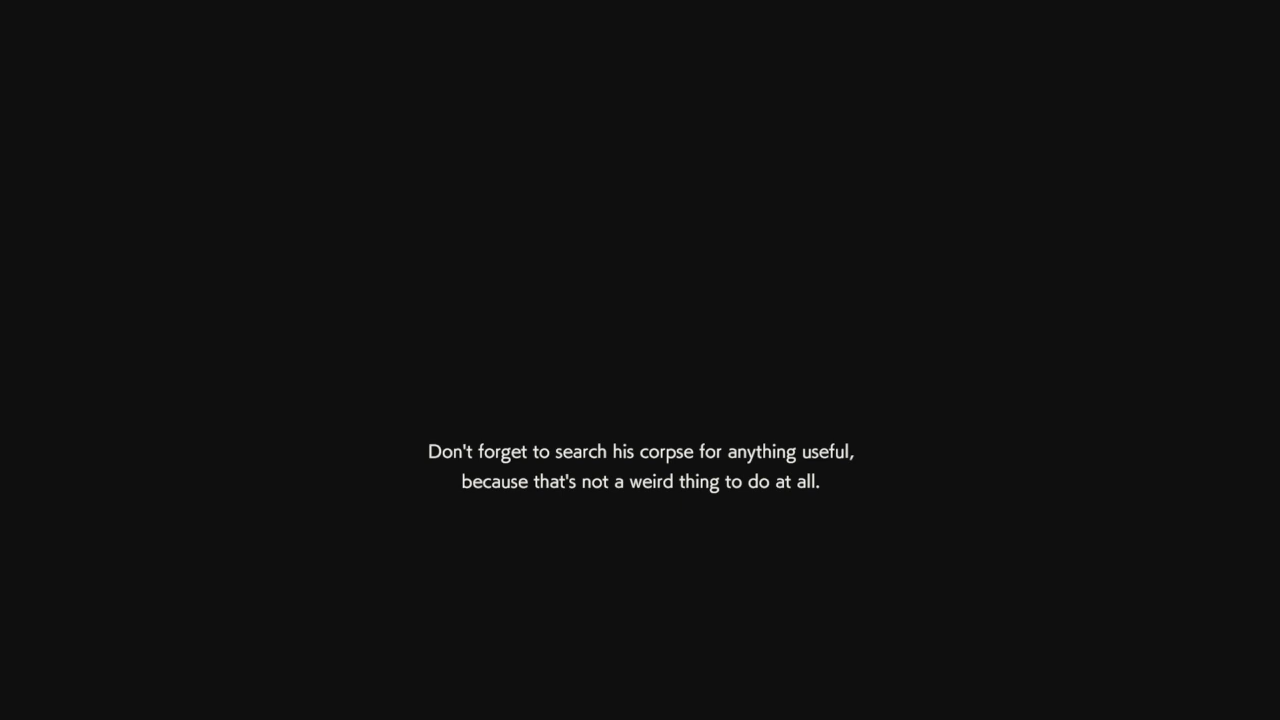 Don't forget to search his corpse for anything useful,
because that's not a weird thing to do at all.